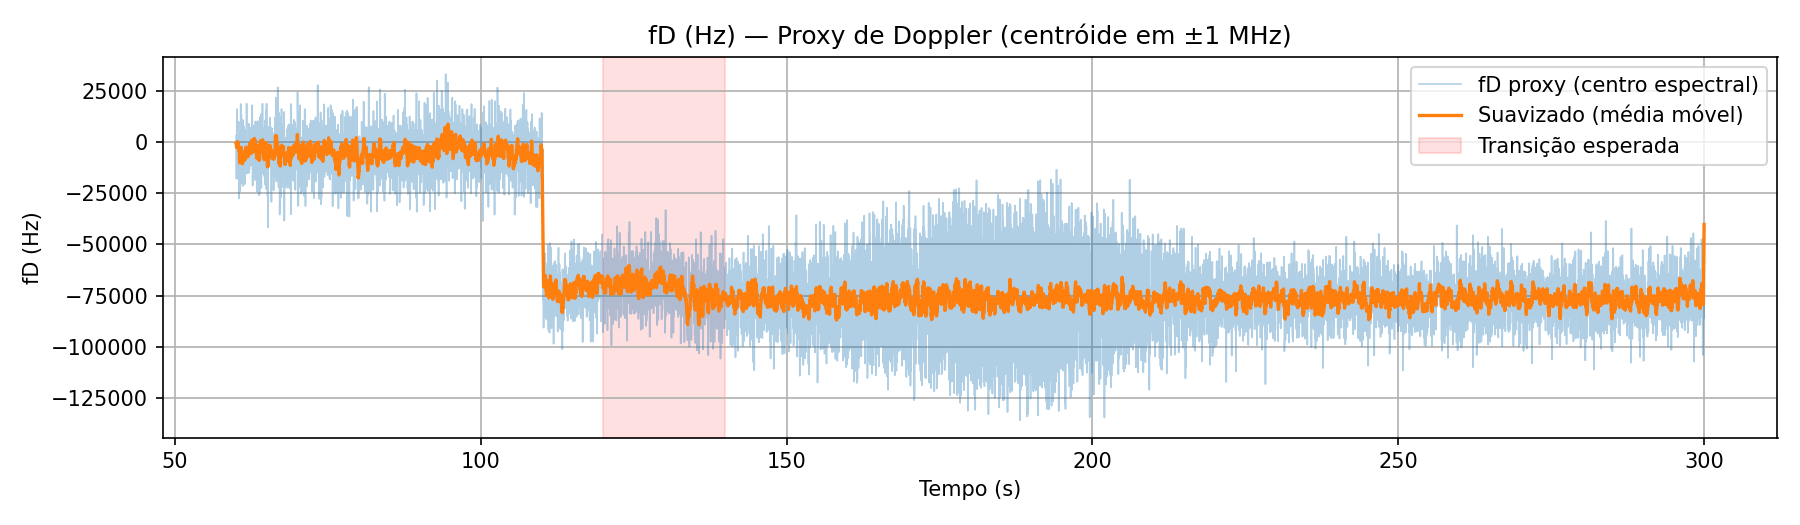 fD (Hz) — Proxy de Doppler (centróide em ±1 MHz)
fD proxy (centro espectral)
Suavizado (média móvel)
Transição esperada
fD (Hz)
25000
0
−25000
−50000
−75000
−100000
−125000
50
100
150
200
250
300
Tempo (s)